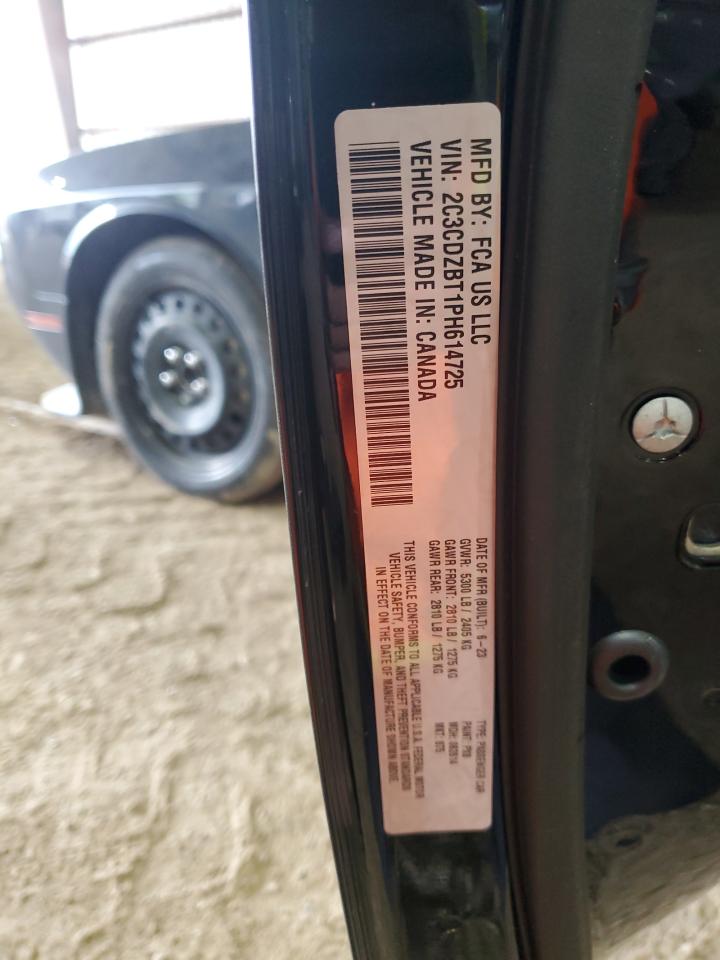 MFD BY: FCA US LLC
VIN: 2C3CDZBT1PH614725
VEHICLE MADE IN: CANADA
DATE OF MFR (BUILT): 6-23
GVWR: 5300 LB / 2405 KG
GAWR FRONT: 2810 LB / 1275 KG
GAWR REAR: 2810 LB / 1275 KG
TYPE: PASSENGER CAR
PAINT:
MDH:
MKT:
THIS VEHICLE CONFORMS TO ALL APPLICABLE U.S.A. FEDERAL MOTOR
VEHICLE SAFETY, BUMPER, AND THEFT PREVENTION STANDARDS
IN EFFECT ON THE DATE OF MANUFACTURE SHOWN ABOVE.